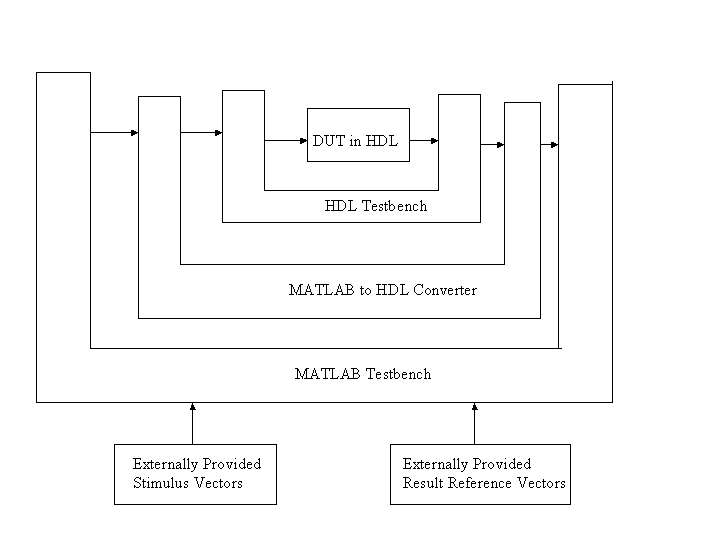 DUT in HDL
HDL Testbench
MATLAB to HDL Converter
MATLAB Testbench
Externally Provided
Stimulus Vectors
Externally Provided
Result Reference Vectors